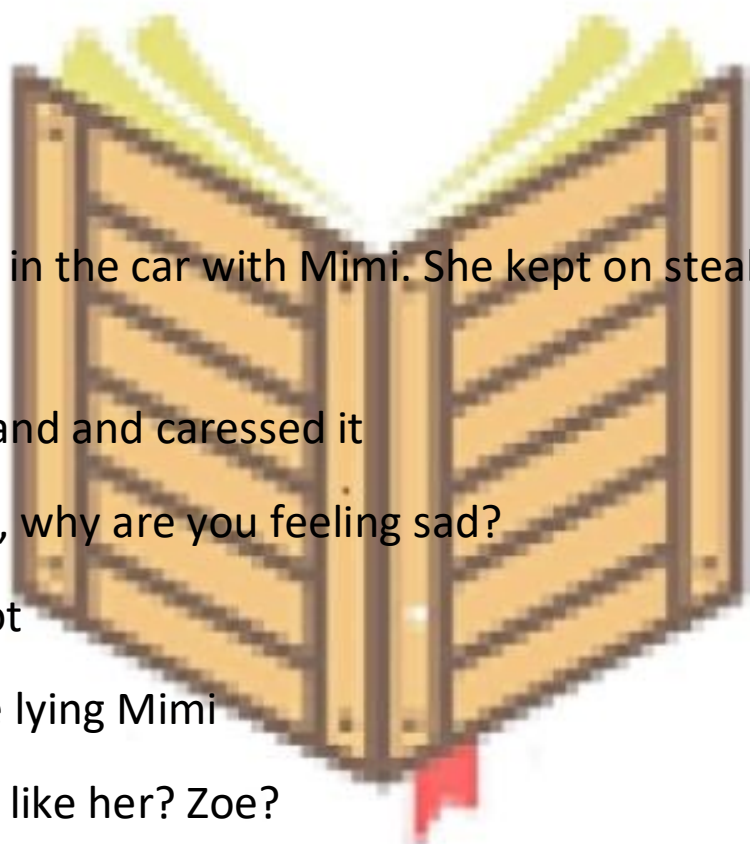 in the car with Mimi. She kept on steal
and and caressed it
, why are you feeling sad?
ot
lying Mimi
like her? Zoe?